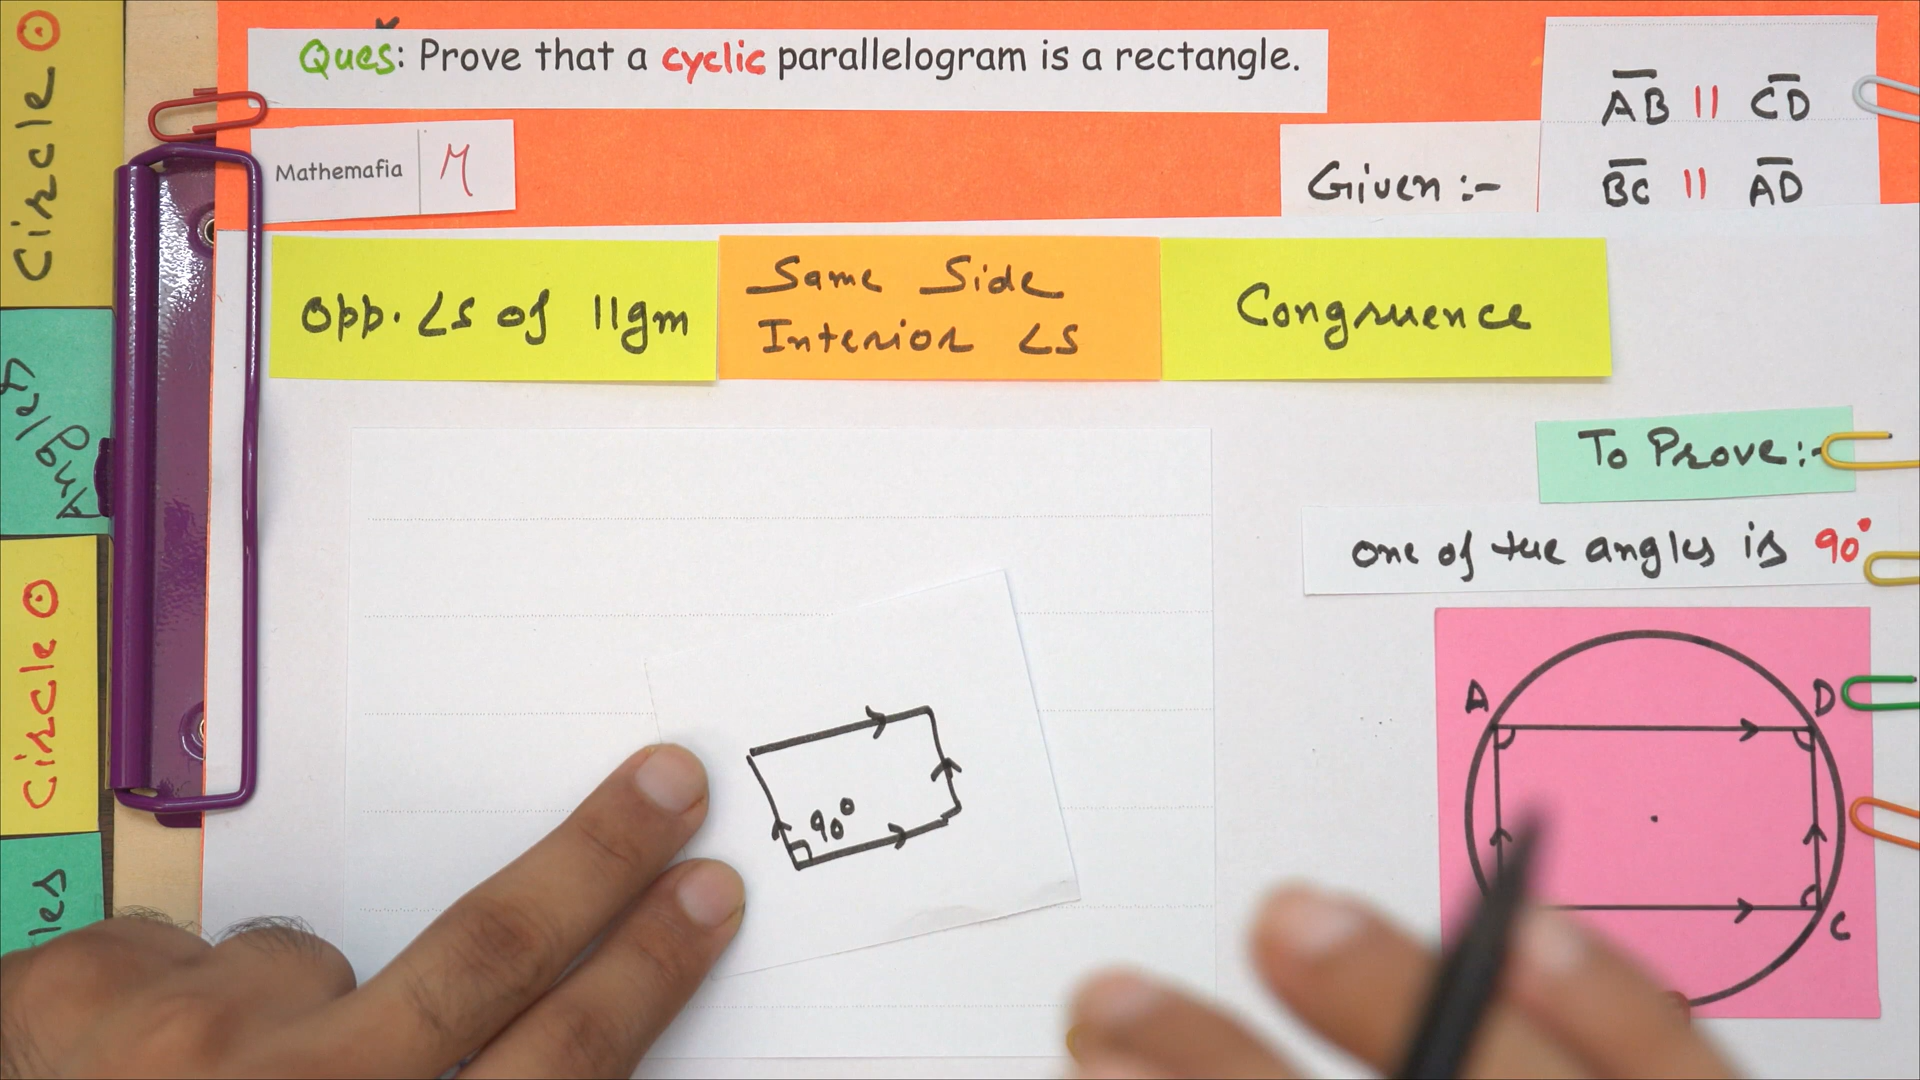 Ques: Prove that a cyclic parallelogram is a rectangle.
Mathemafia M
Given :-
AB || CD
BC || AD
Opp. ∠s of ||gm
Same Side
Interior ∠s
Congruence
To Prove:-
one of the angles is 90°
90°
A
D
C
Circle
Angles
Circle
les